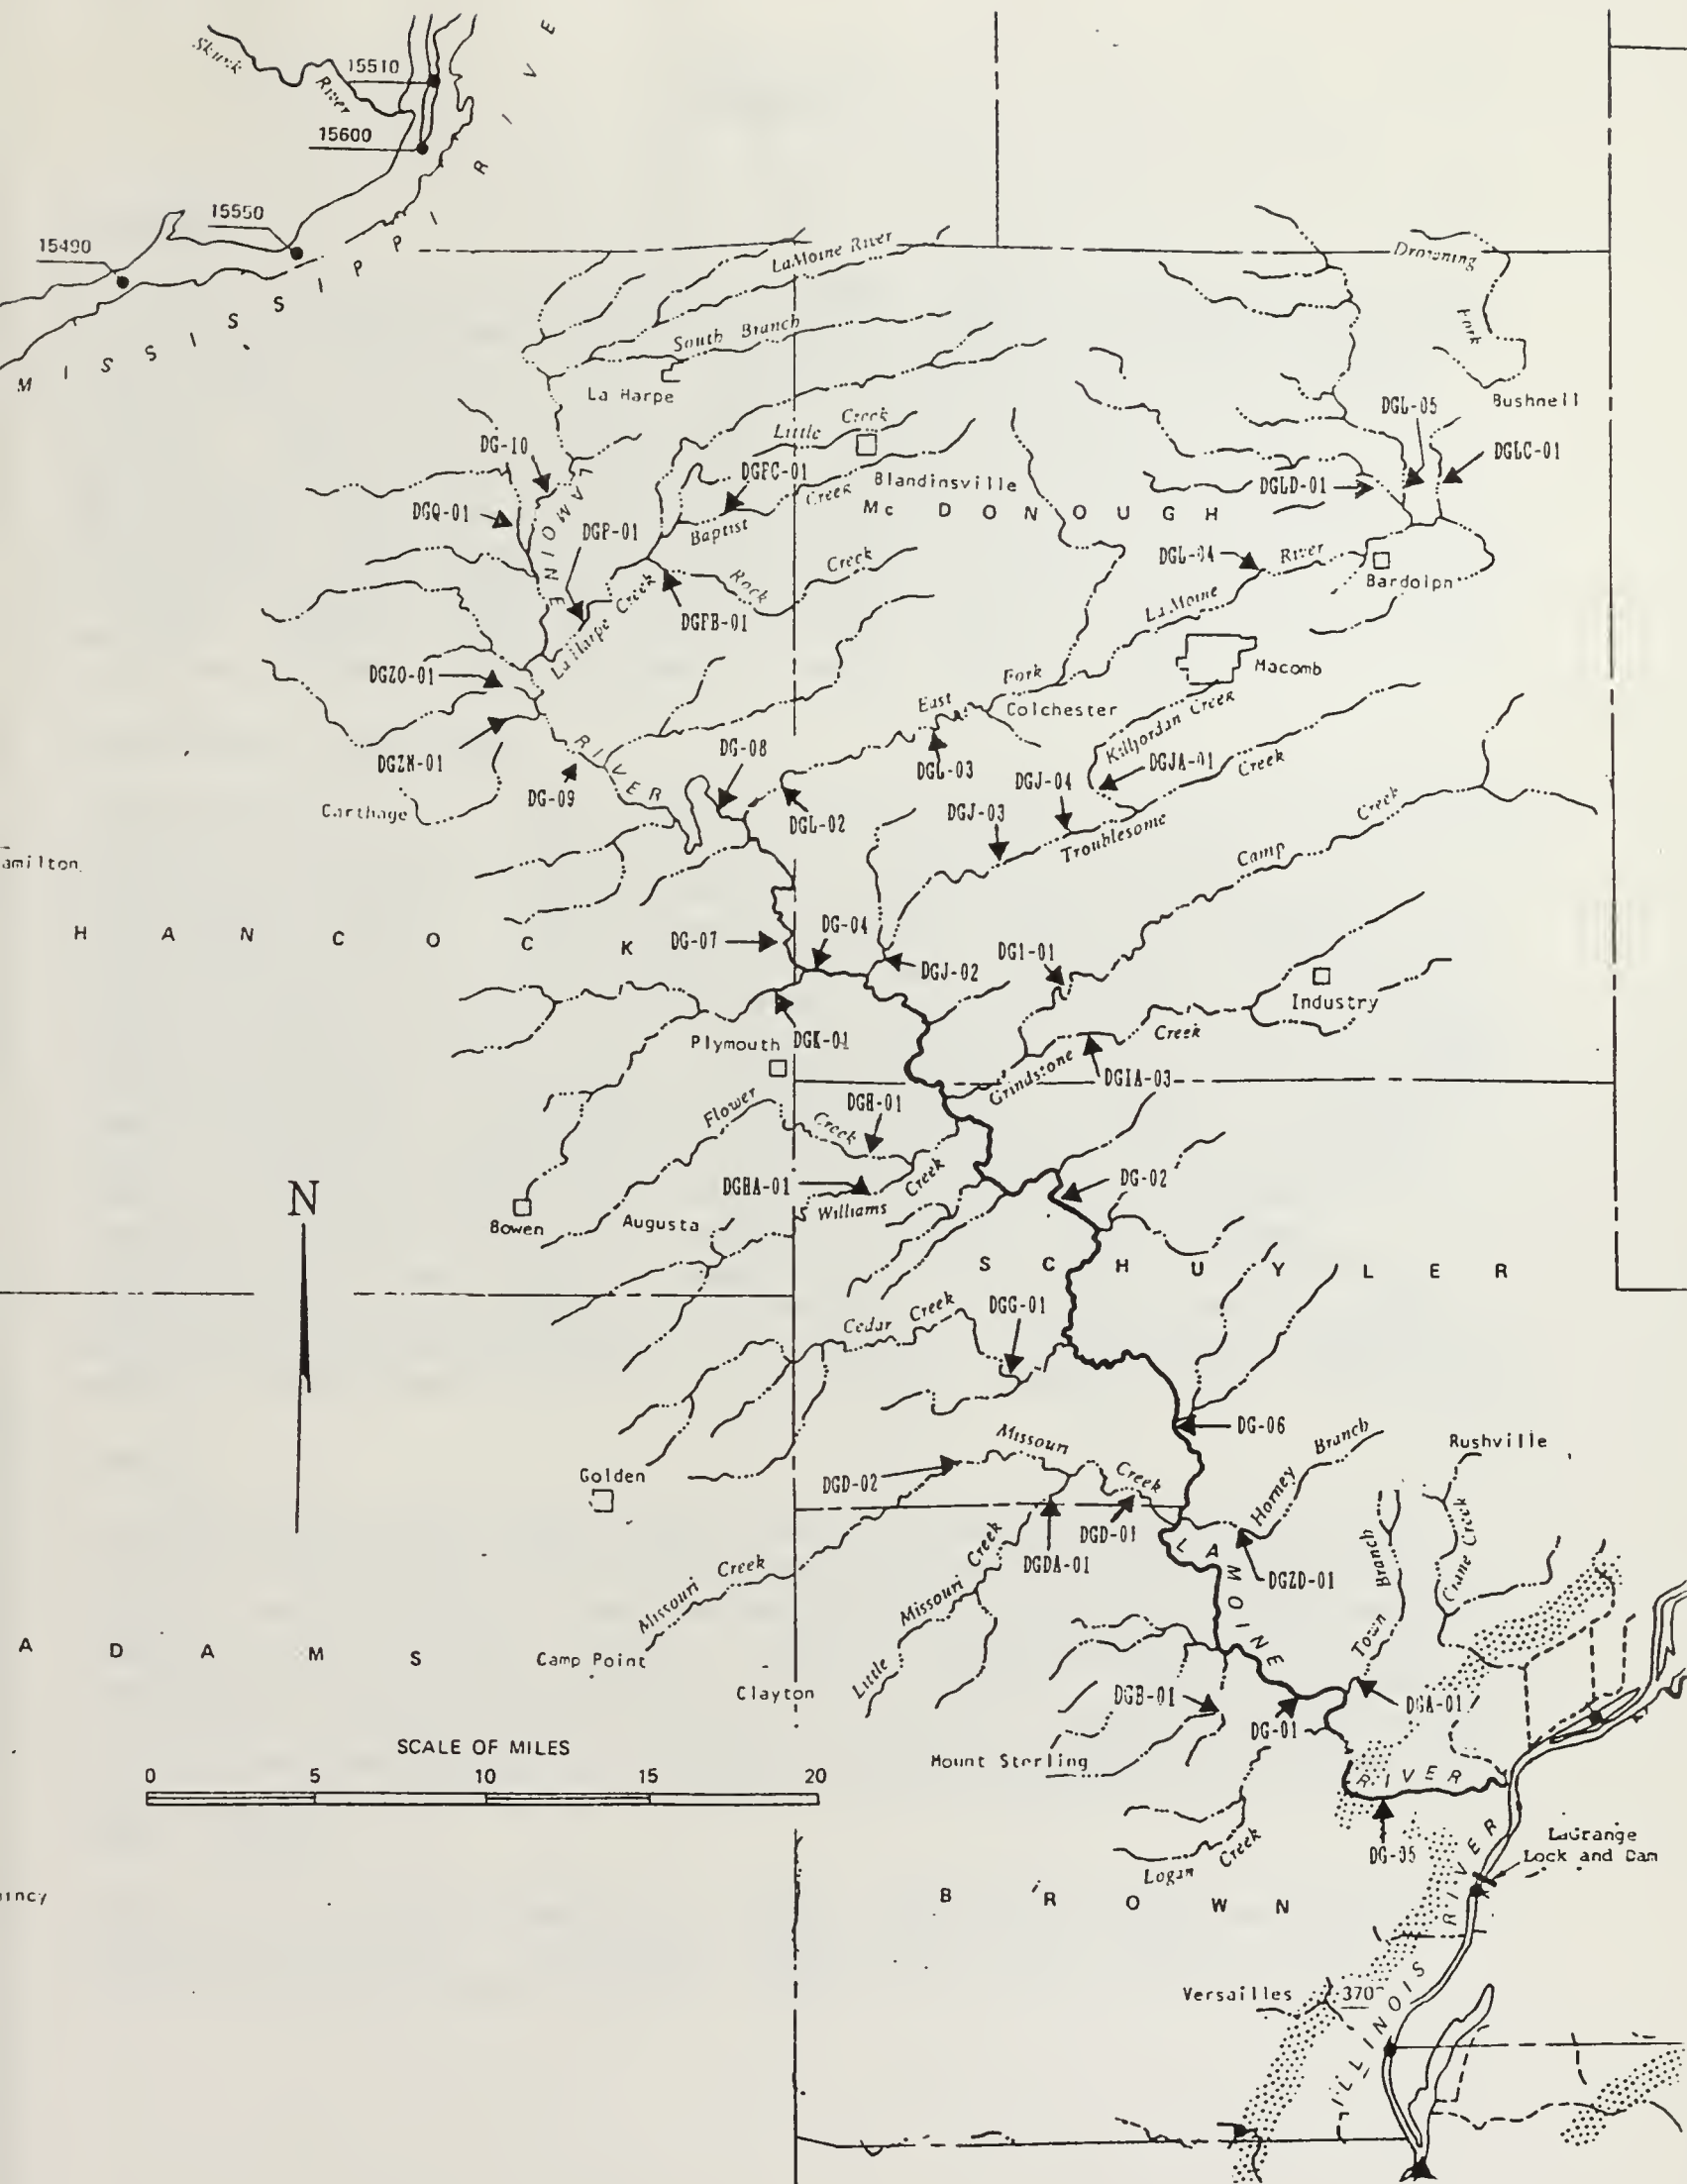 Skunk River
15510
15600
15550
15490
MISSISSIPPI RIVE
LaMoine River
South Branch
La Harpe
Drowning Fork
Bushnell
DGL-05
DGLC-01
DGLD-01
Little Creek
DG-10
DGFC-01
Blandinsville
Baptist Creek
DGQ-01
Mc DONOUGH
LAMOINE
DGP-01
DGL-04
La Moine River
Bardolph
Rock Creek
La Harpe Creek
DGFB-01
DGZO-01
Macomb
East Fork
Colchester
Killjordan Creek
DGZN-01
RIVER
DG-08
DG-09
DGL-03
DGJ-04
DGJA-01
Creek
Carthage
DGL-02
DGJ-03
Troublesome
Camp Creek
amilton
HANCOCK
DG-07
DG-04
DGJ-02
DGI-01
Industry
Plymouth
DGK-01
Grindstone Creek
DGIA-03
Flower Creek
DGH-01
DGHA-01
Williams Creek
DG-02
N
Bowen
Augusta
SCHUYLER
Cedar Creek
DGG-01
DG-06
Golden
Missouri Creek
DGD-02
Horney Branch
Rushville
DGD-01
DGDA-01
LAMOINE
DGZD-01
Missouri Creek
Little Missouri Creek
Town Branch
Crane Creek
ADAMS
Camp Point
Clayton
DGB-01
DG-01
DGA-01
SCALE OF MILES
0 5 10 15 20
Mount Sterling
RIVER
DG-05
LaGrange
Lock and Dam
Logan Creek
BROWN
uincy
Versailles
370
ILLINOIS RIVER